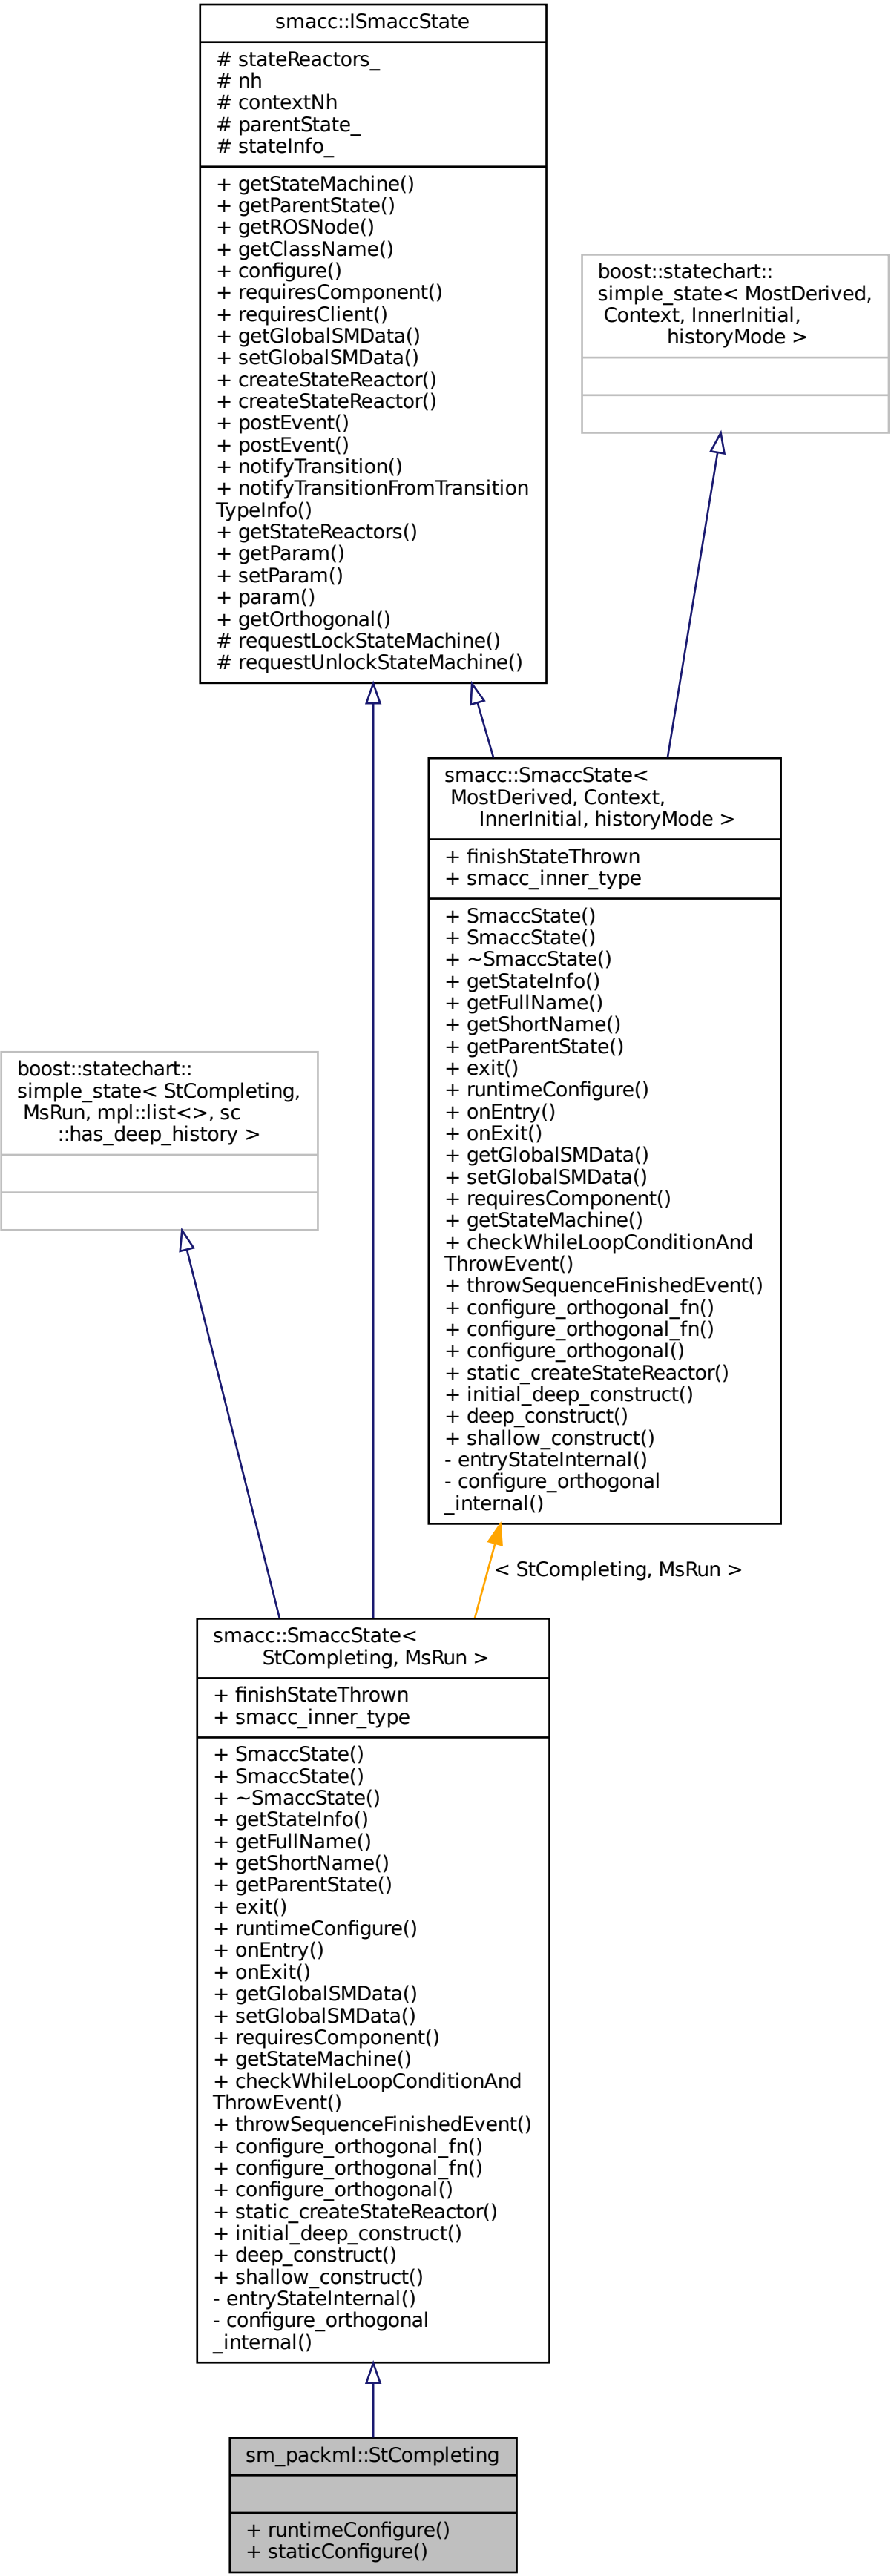 smacc::ISmaccState
# stateReactors_
# nh
# contextNh
# parentState_
# stateInfo_
+ getStateMachine()
+ getParentState()
+ getROSNode()
+ getClassName()
+ configure()
+ requiresComponent()
+ requiresClient()
+ getGlobalSMData()
+ setGlobalSMData()
+ createStateReactor()
+ createStateReactor()
+ postEvent()
+ postEvent()
+ notifyTransition()
+ notifyTransitionFromTransition
TypeInfo()
+ getStateReactors()
+ getParam()
+ setParam()
+ param()
+ getOrthogonal()
# requestLockStateMachine()
# requestUnlockStateMachine()
boost::statechart::
simple_state< MostDerived,
Context, InnerInitial,
historyMode >
smacc::SmaccState<
MostDerived, Context,
InnerInitial, historyMode >
+ finishStateThrown
+ smacc_inner_type
+ SmaccState()
+ SmaccState()
+ ~SmaccState()
+ getStateInfo()
+ getFullName()
+ getShortName()
+ getParentState()
+ exit()
+ runtimeConfigure()
+ onEntry()
+ onExit()
+ getGlobalSMData()
+ setGlobalSMData()
+ requiresComponent()
+ getStateMachine()
+ checkWhileLoopConditionAnd
ThrowEvent()
+ throwSequenceFinishedEvent()
+ configure_orthogonal_fn()
+ configure_orthogonal_fn()
+ configure_orthogonal()
+ static_createStateReactor()
+ initial_deep_construct()
+ deep_construct()
+ shallow_construct()
- entryStateInternal()
- configure_orthogonal
_internal()
boost::statechart::
simple_state< StCompleting,
MsRun, mpl::list<>, sc
::has_deep_history >
< StCompleting, MsRun >
smacc::SmaccState<
StCompleting, MsRun >
+ finishStateThrown
+ smacc_inner_type
+ SmaccState()
+ SmaccState()
+ ~SmaccState()
+ getStateInfo()
+ getFullName()
+ getShortName()
+ getParentState()
+ exit()
+ runtimeConfigure()
+ onEntry()
+ onExit()
+ getGlobalSMData()
+ setGlobalSMData()
+ requiresComponent()
+ getStateMachine()
+ checkWhileLoopConditionAnd
ThrowEvent()
+ throwSequenceFinishedEvent()
+ configure_orthogonal_fn()
+ configure_orthogonal_fn()
+ configure_orthogonal()
+ static_createStateReactor()
+ initial_deep_construct()
+ deep_construct()
+ shallow_construct()
- entryStateInternal()
- configure_orthogonal
_internal()
sm_packml::StCompleting
+ runtimeConfigure()
+ staticConfigure()